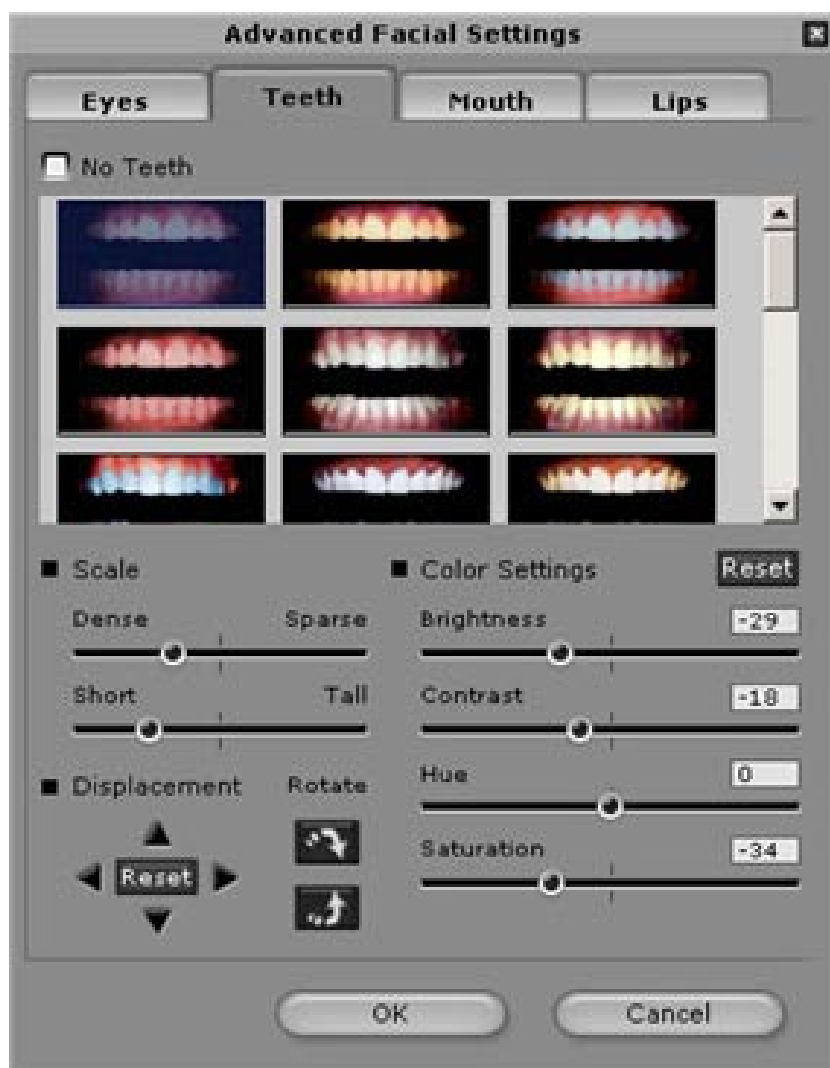 Advanced Facial Settings
Eyes Teeth Mouth Lips
No Teeth
Scale
Dense Sparse
Short Tall
Displacement Rotate
Reset
Color Settings Reset
Brightness -29
Contrast -18
Hue 0
Saturation -34
OK Cancel